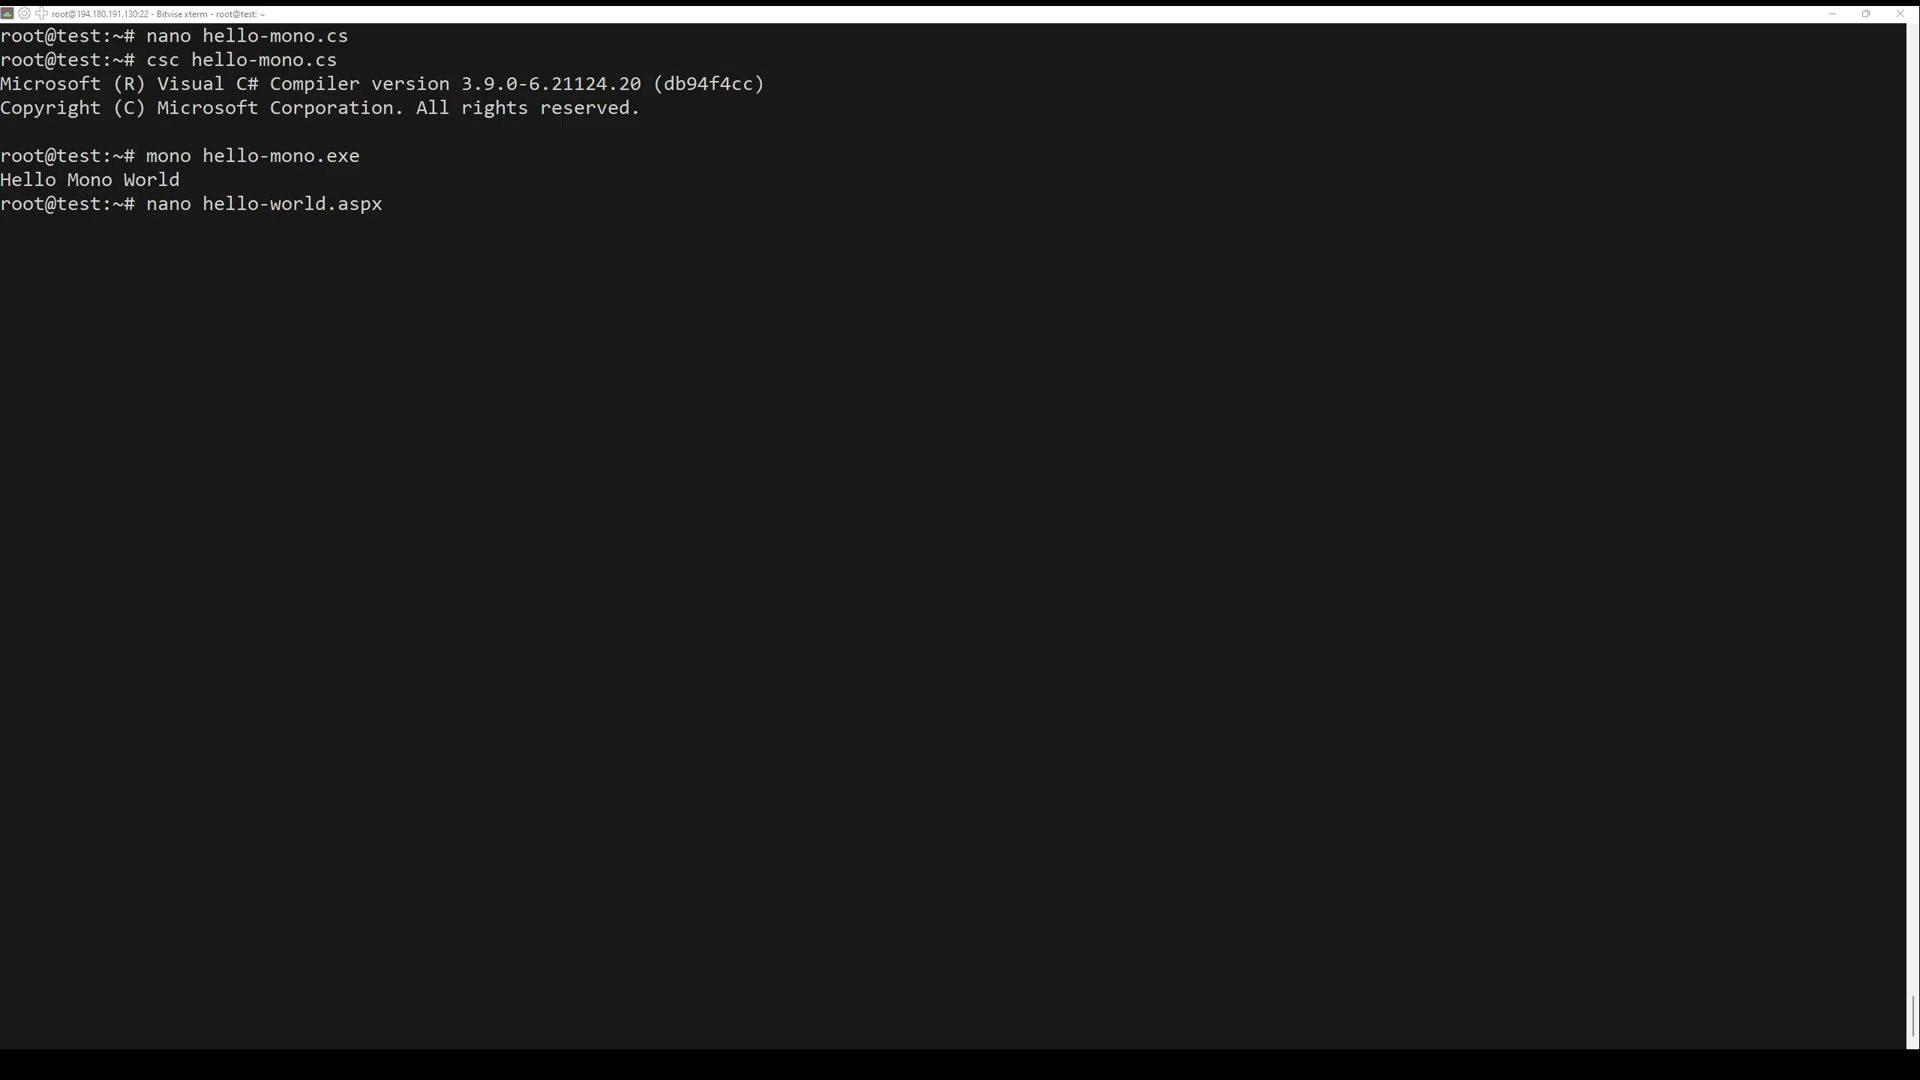 root@194.180.191.130:22 - Bitvise xterm - root@test: ~
root@test:~# nano hello-mono.cs
root@test:~# csc hello-mono.cs
Microsoft (R) Visual C# Compiler version 3.9.0-6.21124.20 (db94f4cc)
Copyright (C) Microsoft Corporation. All rights reserved.
root@test:~# mono hello-mono.exe
Hello Mono World
root@test:~# nano hello-world.aspx